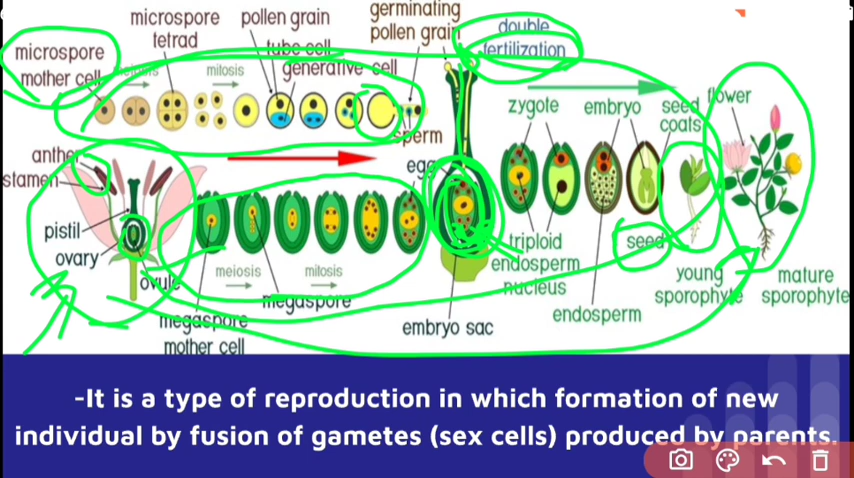 microspore
tetrad
pollen grain
tube cell
generative cell
germinating
pollen grain
double
fertilization
microspore
mother cell
meiosis
mitosis
sperm
egg
zygote
embryo
seed
coats
flower
anther
stamen
pistil
ovary
ovule
meiosis
mitosis
megaspore
megaspore
mother cell
embryo sac
triploid
endosperm
nucleus
endosperm
seed
young
sporophyte
mature
sporophyte
-It is a type of reproduction in which formation of new
individual by fusion of gametes (sex cells) produced by parents.